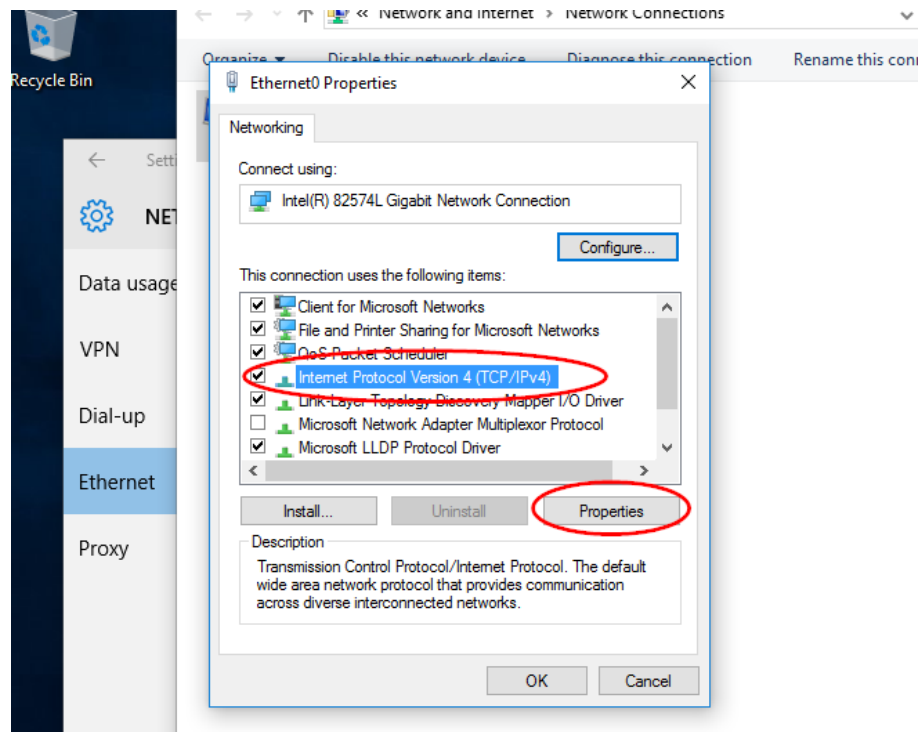 « Network and Internet > Network Connections
Recycle Bin
Organize Disable this network device Diagnose this connection Rename this conn
Ethernet0 Properties
Networking
Setti
NET
Connect using:
Intel(R) 82574L Gigabit Network Connection
Configure...
This connection uses the following items:
Data usage
Client for Microsoft Networks
File and Printer Sharing for Microsoft Networks
VPN
QoS Packet Scheduler
Internet Protocol Version 4 (TCP/IPv4)
Link-Layer Topology Discovery Mapper I/O Driver
Dial-up
Microsoft Network Adapter Multiplexor Protocol
Microsoft LLDP Protocol Driver
Ethernet
Install... Uninstall Properties
Description
Proxy
Transmission Control Protocol/Internet Protocol. The default
wide area network protocol that provides communication
across diverse interconnected networks.
OK Cancel